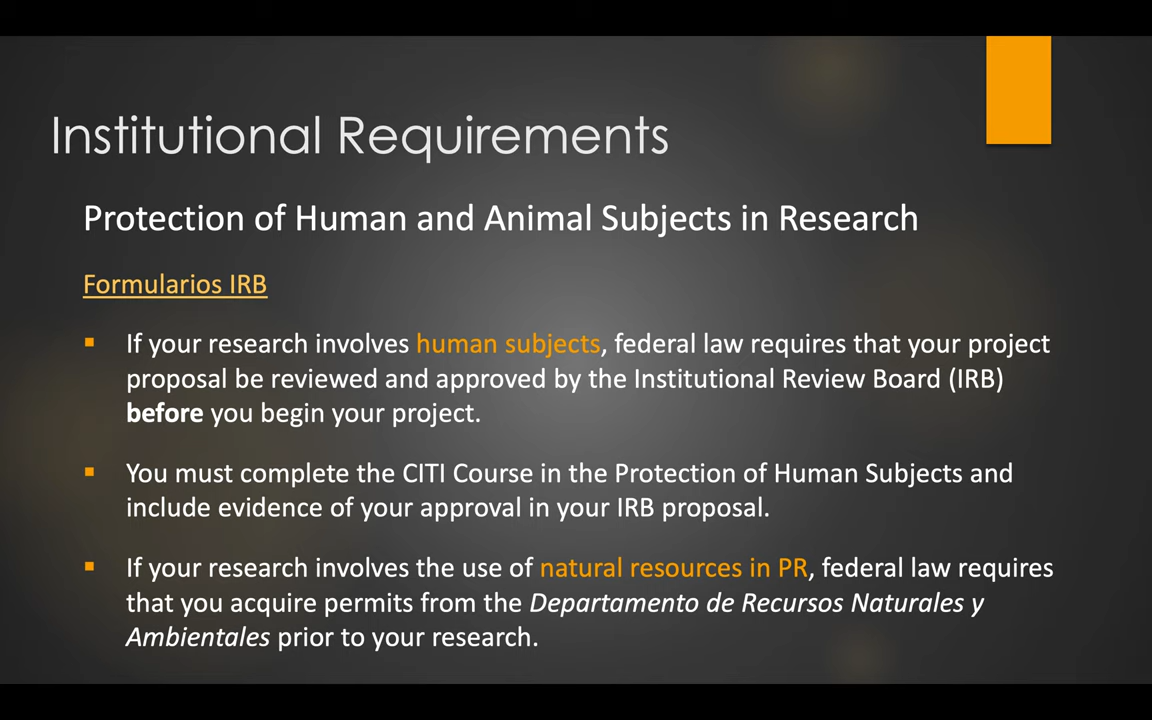 Institutional Requirements
Protection of Human and Animal Subjects in Research
Formularios IRB
▪ If your research involves human subjects, federal law requires that your project
proposal be reviewed and approved by the Institutional Review Board (IRB)
before you begin your project.
▪ You must complete the CITI Course in the Protection of Human Subjects and
include evidence of your approval in your IRB proposal.
▪ If your research involves the use of natural resources in PR, federal law requires
that you acquire permits from the Departamento de Recursos Naturales y
Ambientales prior to your research.